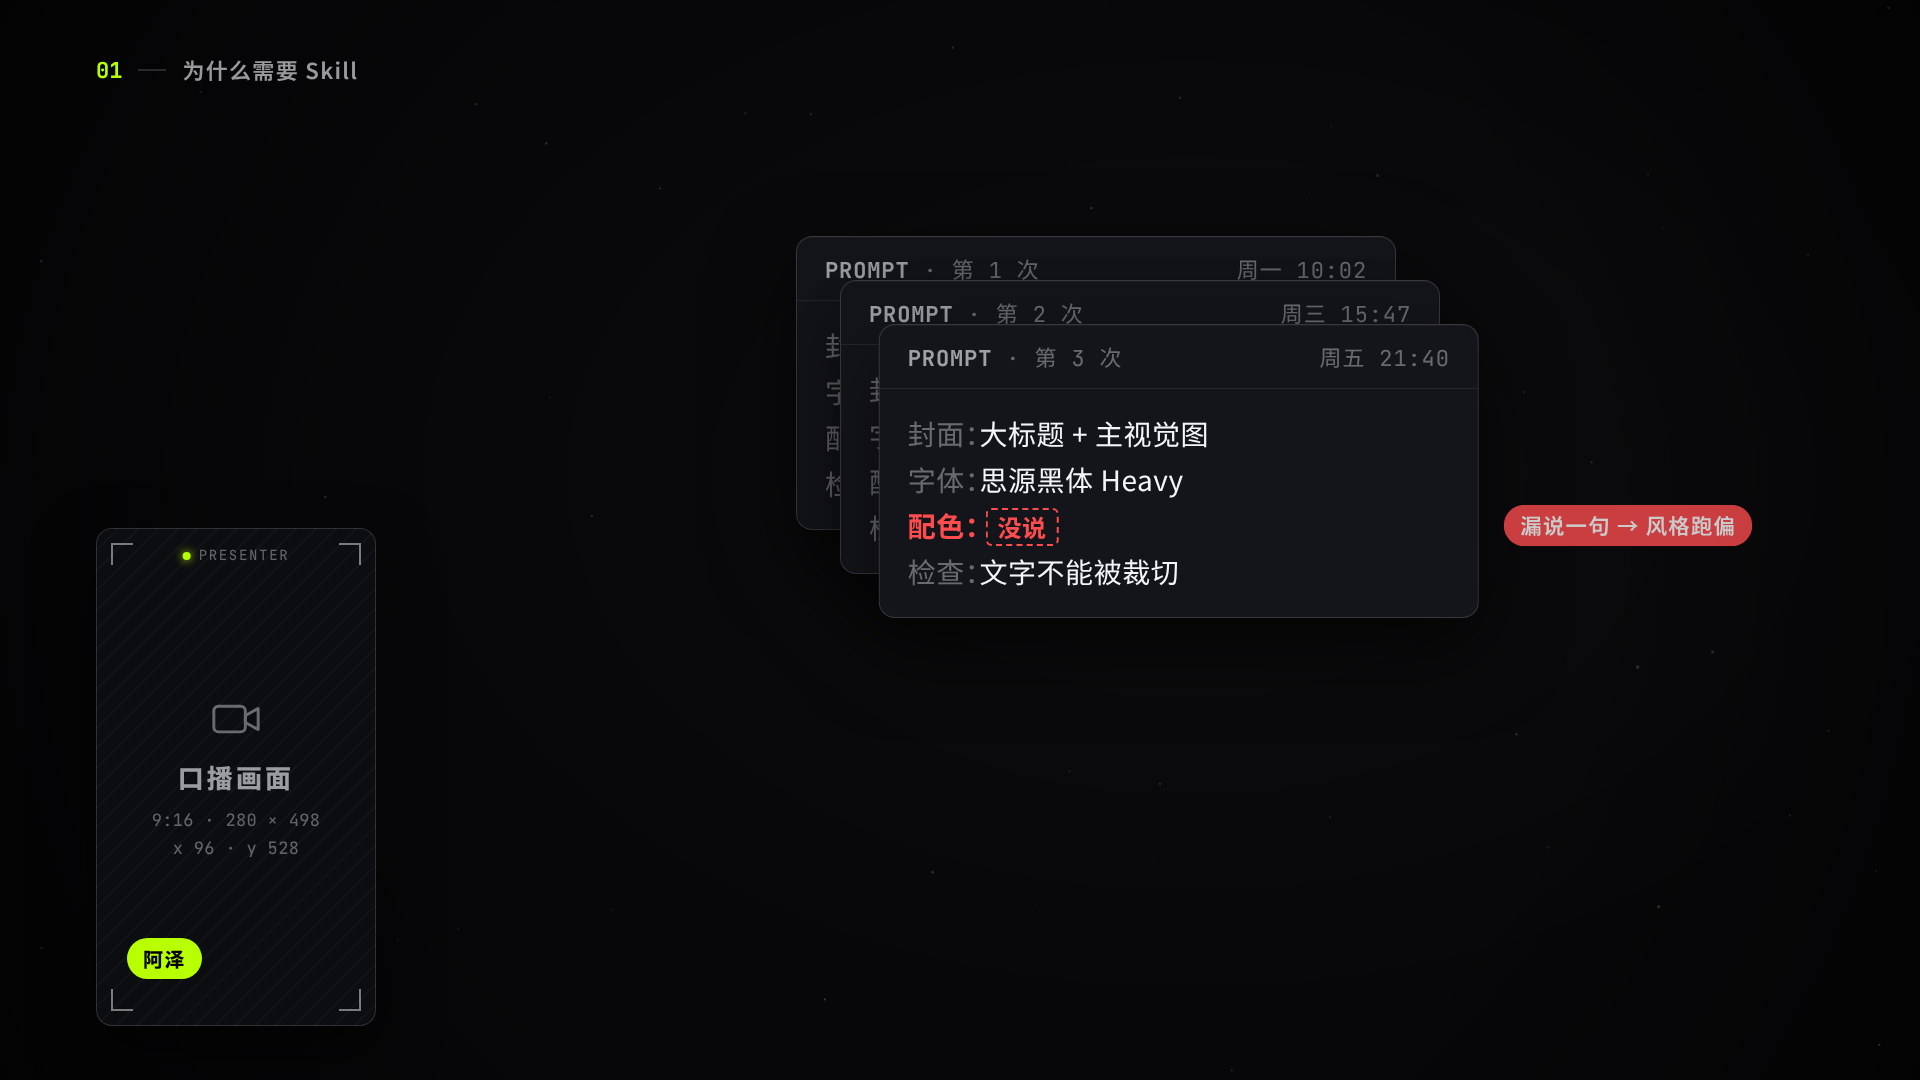 01 — 为什么需要 Skill
PROMPT · 第 1 次 周一 10:02
PROMPT · 第 2 次 周三 15:47
PROMPT · 第 3 次 周五 21:40
封面：大标题 + 主视觉图
字体：思源黑体 Heavy
配色： 没说
检查：文字不能被裁切
漏说一句 → 风格跑偏
PRESENTER
口播画面
9:16 · 280 × 498
x 96 · y 528
阿泽